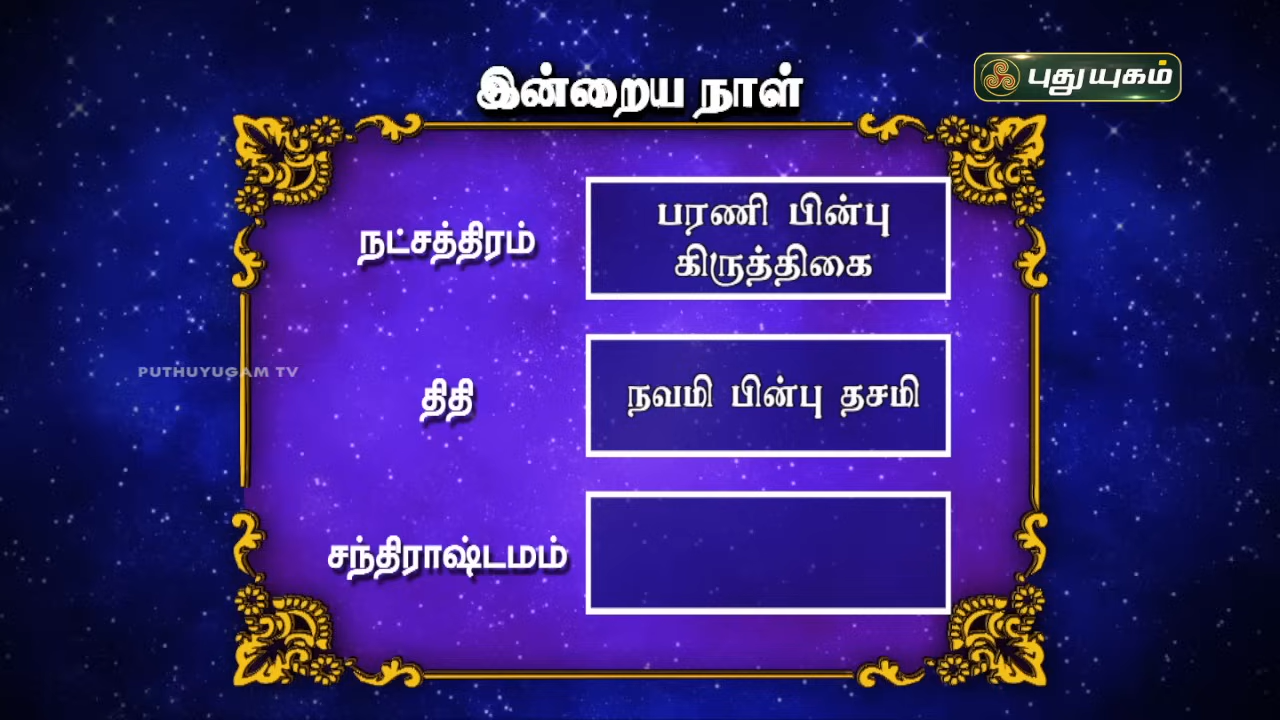 இன்றைய நாள்
புதுயுகம்
நட்சத்திரம்
பரணி பின்பு
கிருத்திகை
PUTHUYUGAM TV
திதி
நவமி பின்பு தசமி
சந்திராஷ்டமம்